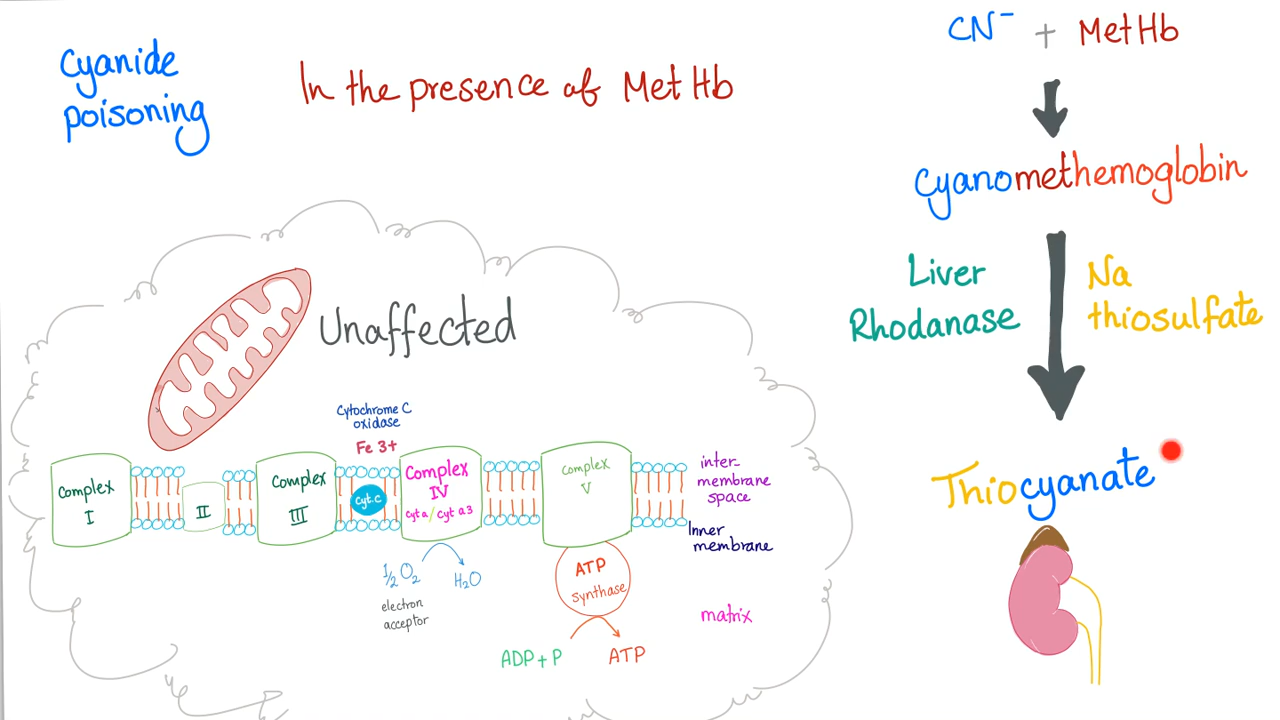 Cyanide
poisoning
In the presence of MetHb
CN⁻ + MetHb
Cyanomethemoglobin
Liver
Rhodanase
Na
thiosulfate
Thiocyanate
Unaffected
Cytochrome C
oxidase
Fe 3+
Complex
I
II
Complex
III
Cyt.C
Complex
IV
Cyt a / Cyt a3
Complex
V
inter-
membrane
space
Inner
membrane
matrix
½ O₂
H₂O
electron
acceptor
ATP
synthase
ADP + P
ATP